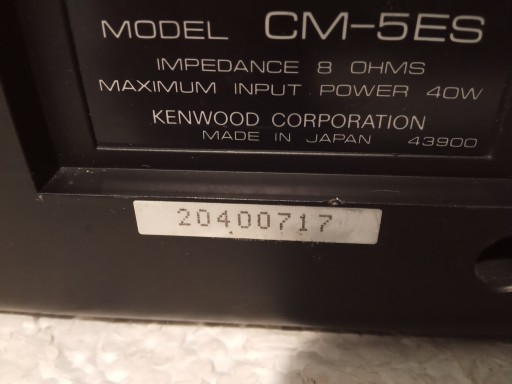 MODEL CM-5ES
IMPEDANCE 8 OHMS
MAXIMUM INPUT POWER 40W
KENWOOD CORPORATION
MADE IN JAPAN 43900
20400717